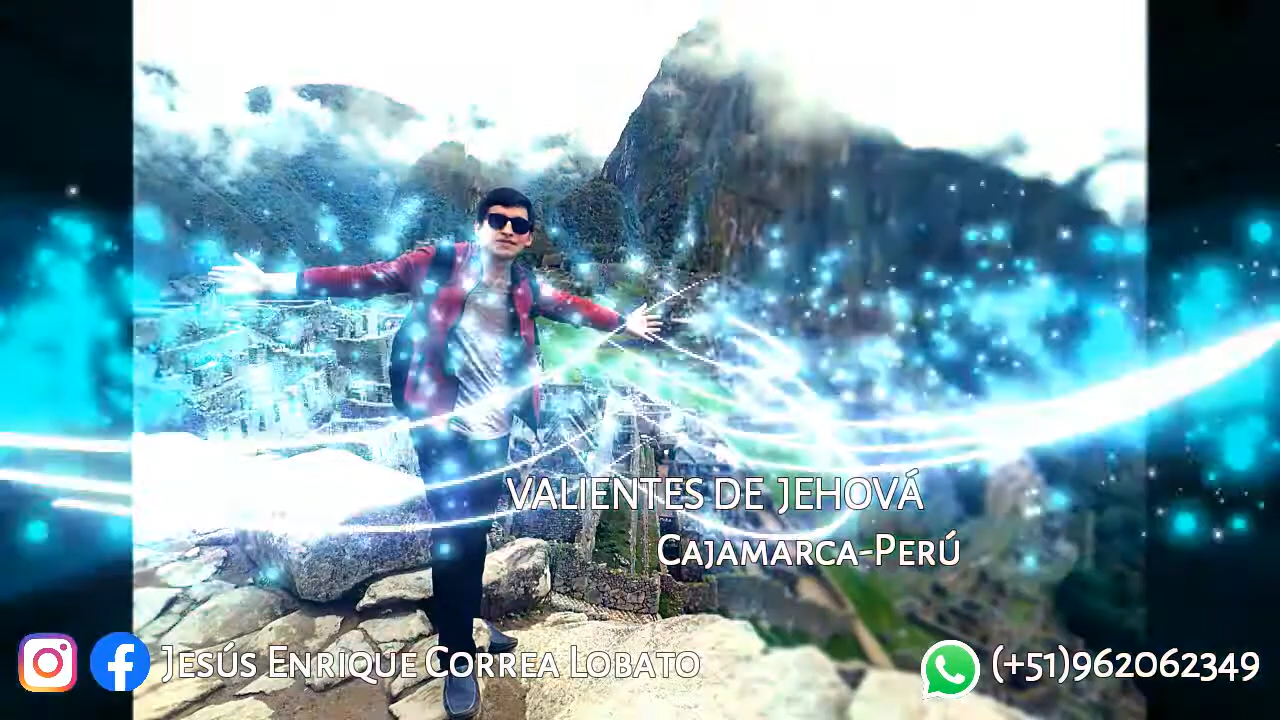 VALIENTES DE JEHOVÁ
CAJAMARCA-PERÚ
JESÚS ENRIQUE CORREA LOBATO
(+51)962062349